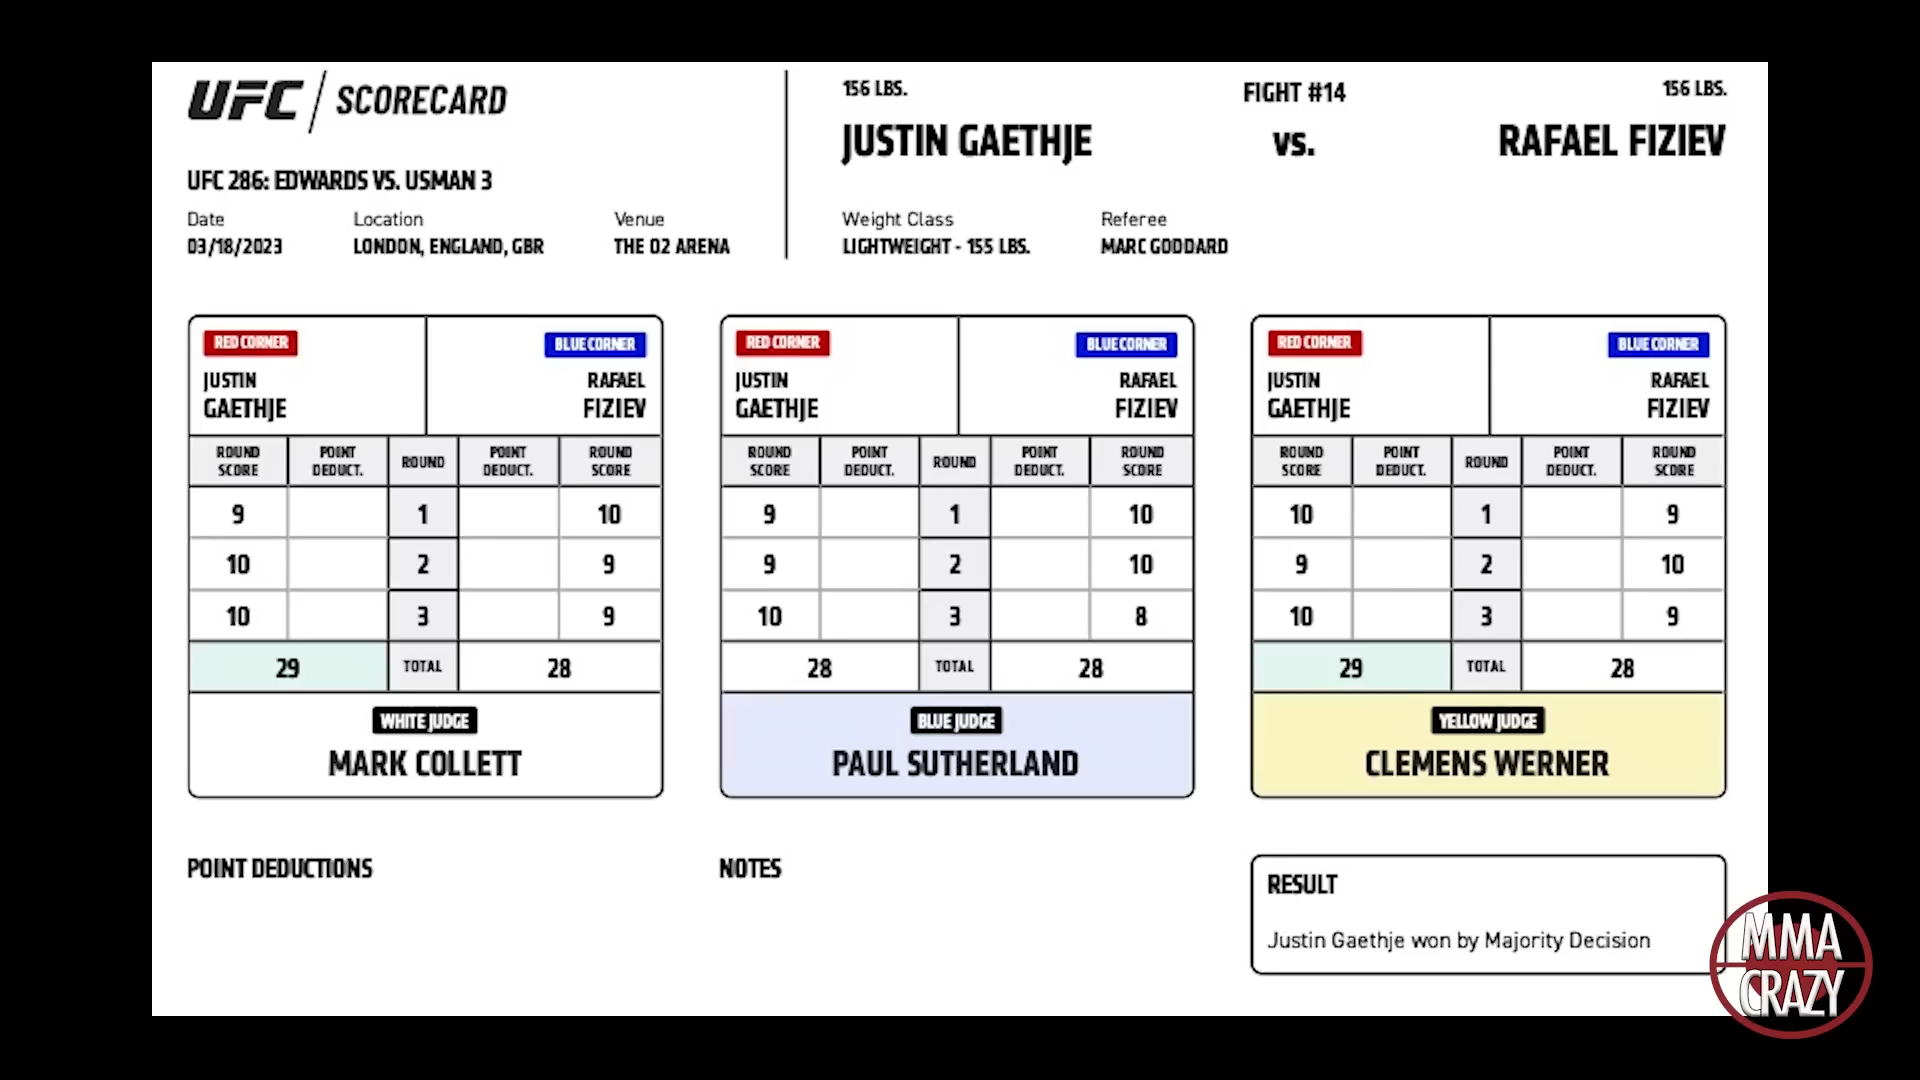 UFC / SCORECARD
UFC 286: EDWARDS VS. USMAN 3
Date Location Venue
03/18/2023 LONDON, ENGLAND, GBR THE O2 ARENA
156 LBS. FIGHT #14 156 LBS.
JUSTIN GAETHJE VS. RAFAEL FIZIEV
Weight Class Referee
LIGHTWEIGHT - 155 LBS. MARC GODDARD
RED CORNER BLUE CORNER
JUSTIN RAFAEL
GAETHJE FIZIEV
ROUND POINT ROUND POINT ROUND
SCORE DEDUCT. DEDUCT. SCORE
9 1 10
10 2 9
10 3 9
29 TOTAL 28
WHITE JUDGE
MARK COLLETT
RED CORNER BLUE CORNER
JUSTIN RAFAEL
GAETHJE FIZIEV
ROUND POINT ROUND POINT ROUND
SCORE DEDUCT. DEDUCT. SCORE
9 1 10
9 2 10
10 3 8
28 TOTAL 28
BLUE JUDGE
PAUL SUTHERLAND
RED CORNER BLUE CORNER
JUSTIN RAFAEL
GAETHJE FIZIEV
ROUND POINT ROUND POINT ROUND
SCORE DEDUCT. DEDUCT. SCORE
10 1 9
9 2 10
10 3 9
29 TOTAL 28
YELLOW JUDGE
CLEMENS WERNER
POINT DEDUCTIONS
NOTES
RESULT
Justin Gaethje won by Majority Decision
MMA
CRAZY